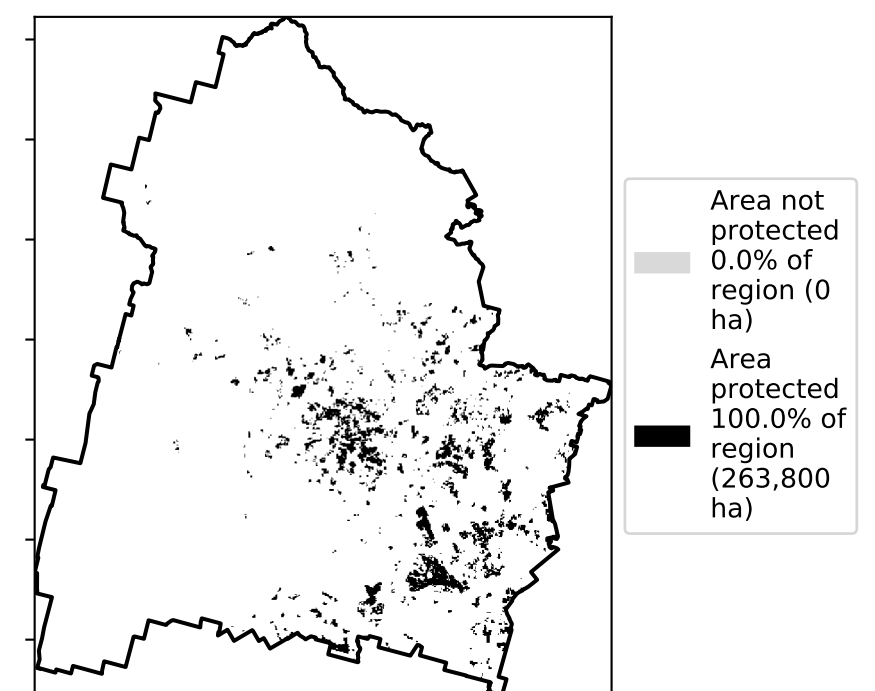 Area not
protected
0.0% of
region (0
ha)
Area
protected
100.0% of
region
(263,800
ha)